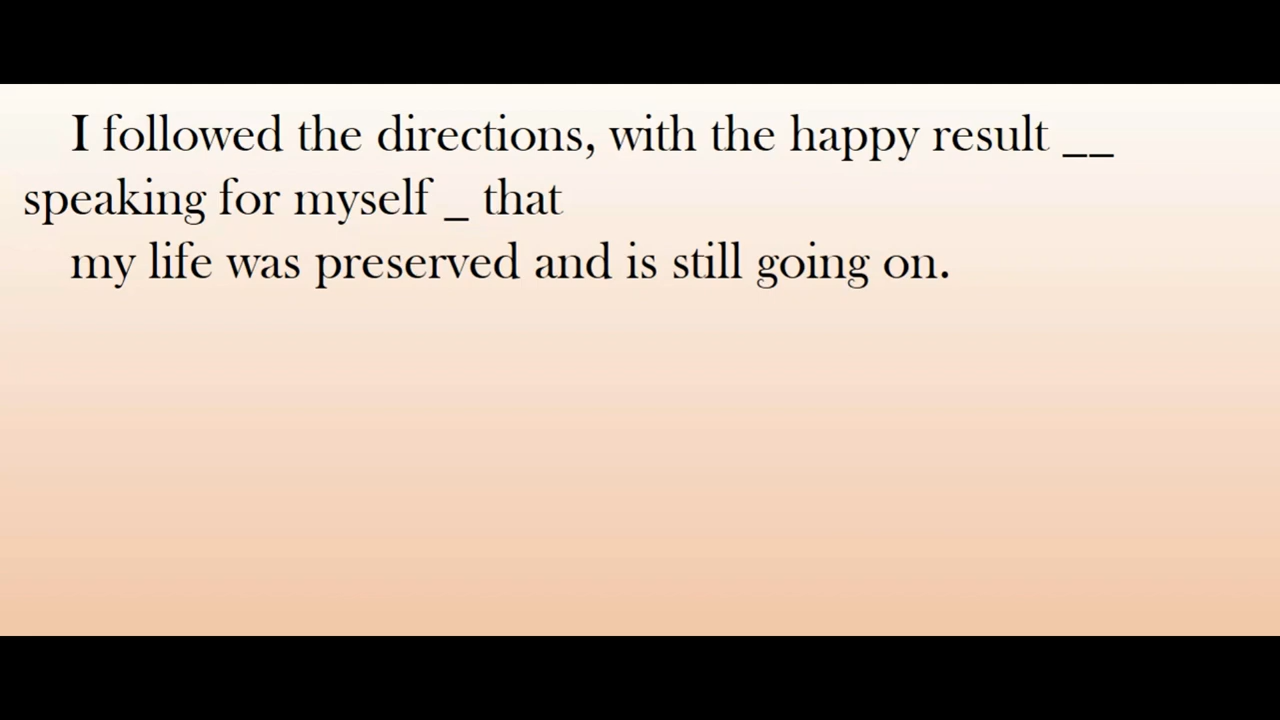 I followed the directions, with the happy result __
speaking for myself _ that
my life was preserved and is still going on.